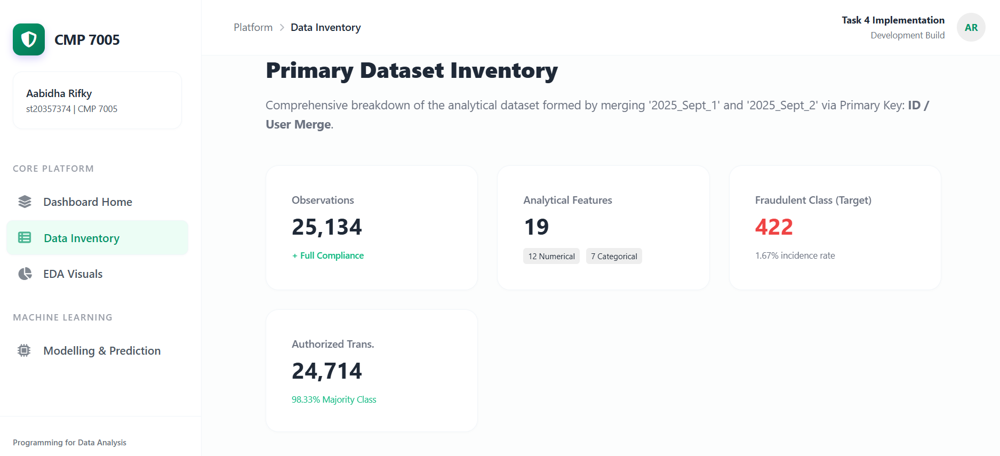 CMP 7005
Aabidha Rifky
st20357374 | CMP 7005
CORE PLATFORM
Dashboard Home
Data Inventory
EDA Visuals
MACHINE LEARNING
Modelling & Prediction
Programming for Data Analysis
Platform > Data Inventory
Task 4 Implementation
Development Build
AR
Primary Dataset Inventory
Comprehensive breakdown of the analytical dataset formed by merging '2025_Sept_1' and '2025_Sept_2' via Primary Key: ID /
User Merge.
Observations
25,134
+ Full Compliance
Analytical Features
19
12 Numerical 7 Categorical
Fraudulent Class (Target)
422
1.67% incidence rate
Authorized Trans.
24,714
98.33% Majority Class